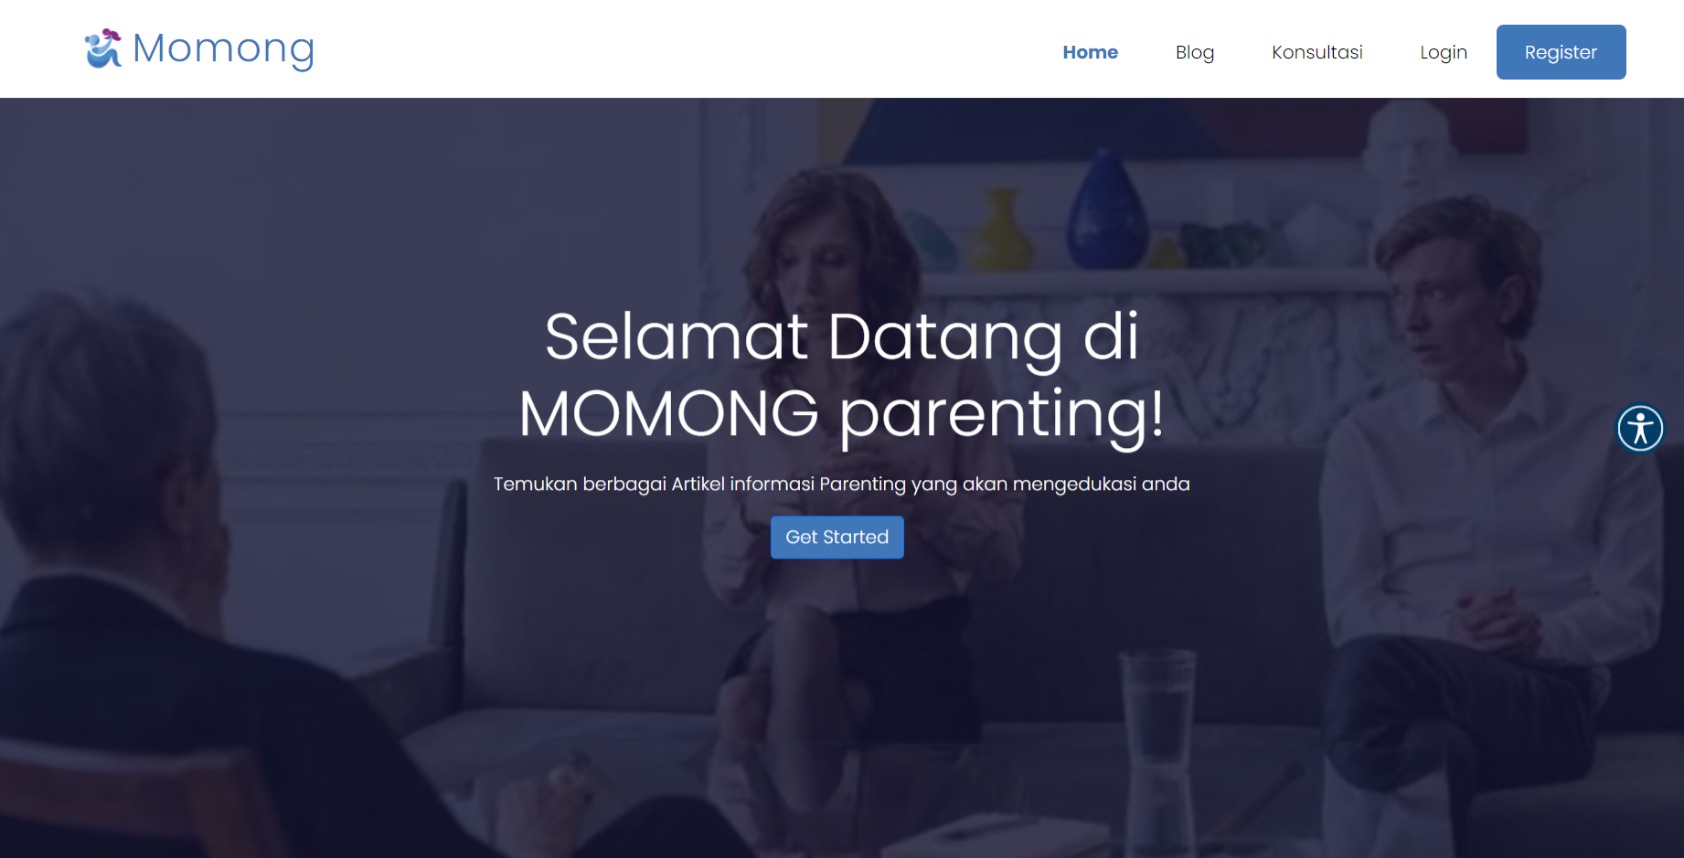 Momong
Home Blog Konsultasi Login Register
Selamat Datang di
MOMONG parenting!
Temukan berbagai Artikel informasi Parenting yang akan mengedukasi anda
Get Started